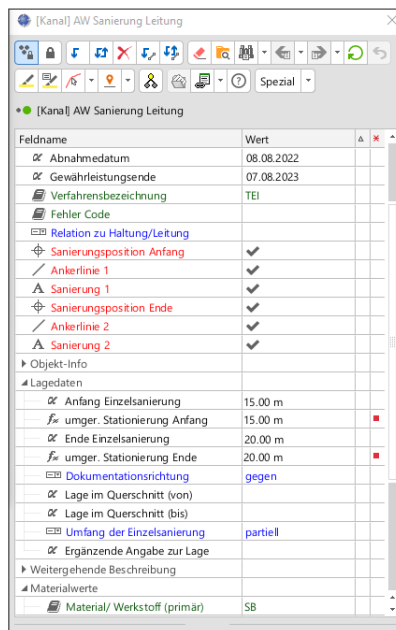 [Kanal] AW Sanierung Leitung
Spezial
[Kanal] AW Sanierung Leitung
Feldname Wert
Abnahmedatum 08.08.2022
Gewährleistungsende 07.08.2023
Verfahrensbezeichnung TEI
Fehler Code
Relation zu Haltung/Leitung
Sanierungsposition Anfang
Ankerlinie 1
Sanierung 1
Sanierungsposition Ende
Ankerlinie 2
Sanierung 2
Objekt-Info
Lagedaten
Anfang Einzelsanierung 15.00 m
umger. Stationierung Anfang 15.00 m
Ende Einzelsanierung 20.00 m
umger. Stationierung Ende 20.00 m
Dokumentationsrichtung gegen
Lage im Querschnitt (von)
Lage im Querschnitt (bis)
Umfang der Einzelsanierung partiell
Ergänzende Angabe zur Lage
Weitergehende Beschreibung
Materialwerte
Material/ Werkstoff (primär) SB